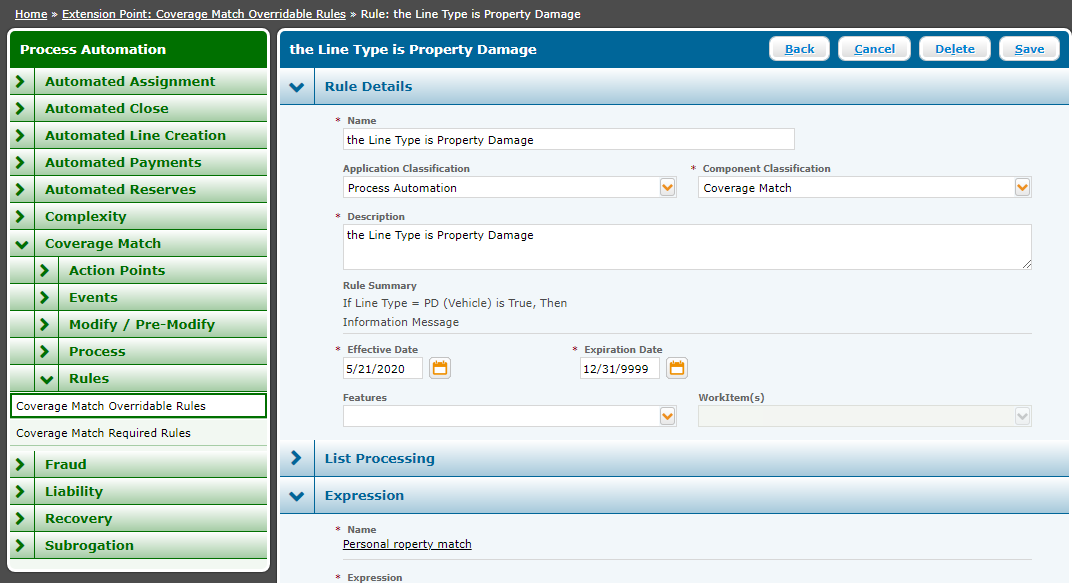 Home » Extension Point: Coverage Match Overridable Rules » Rule: the Line Type is Property Damage
Process Automation
Automated Assignment
Automated Close
Automated Line Creation
Automated Payments
Automated Reserves
Complexity
Coverage Match
Action Points
Events
Modify / Pre-Modify
Process
Rules
Coverage Match Overridable Rules
Coverage Match Required Rules
Fraud
Liability
Recovery
Subrogation
the Line Type is Property Damage
Back Cancel Delete Save
Rule Details
* Name
the Line Type is Property Damage
Application Classification * Component Classification
Process Automation Coverage Match
* Description
the Line Type is Property Damage
Rule Summary
If Line Type = PD (Vehicle) is True, Then
Information Message
* Effective Date * Expiration Date
5/21/2020 12/31/9999
Features WorkItem(s)
List Processing
Expression
* Name
Personal roperty match
* Expression